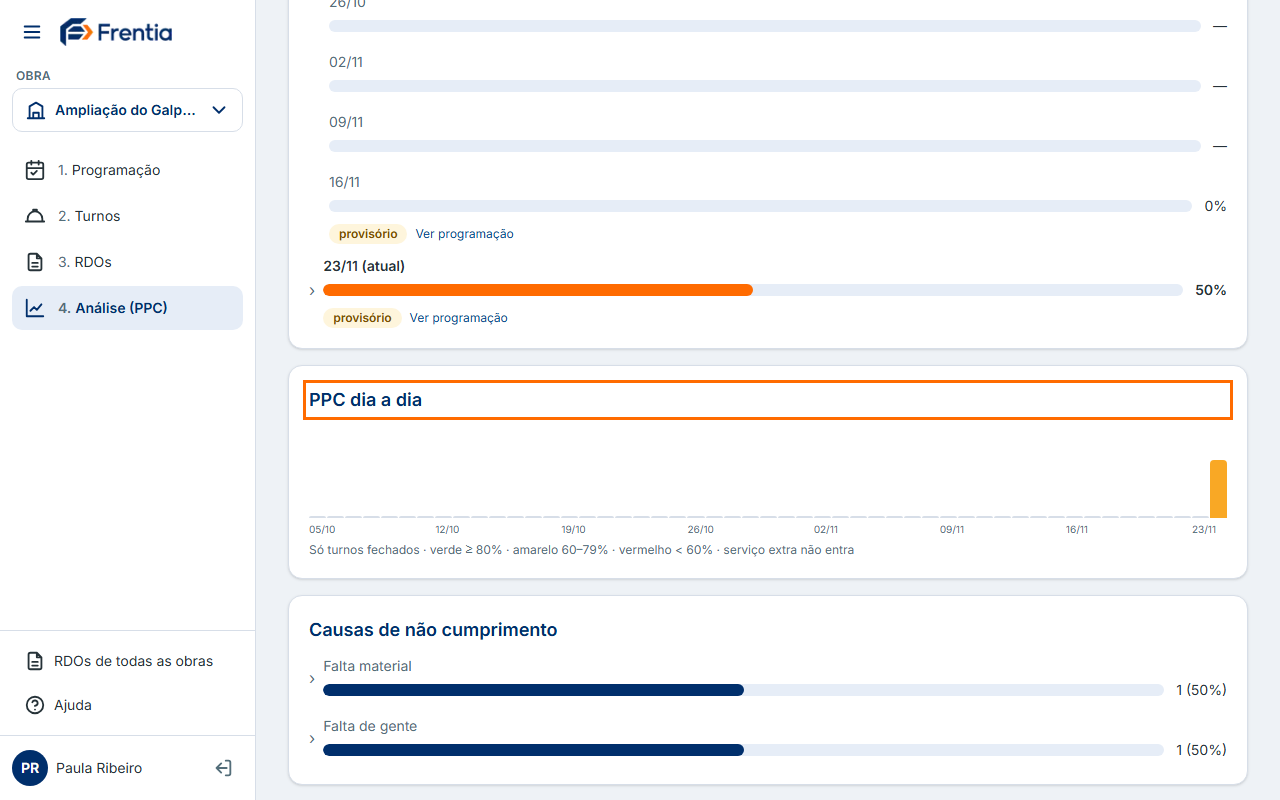 Frentia
OBRA
Ampliação do Galp...
1. Programação
2. Turnos
3. RDOs
4. Análise (PPC)
RDOs de todas as obras
Ajuda
PR Paula Ribeiro
26/10
—
02/11
—
09/11
—
16/11
0%
provisório Ver programação
23/11 (atual)
50%
provisório Ver programação
PPC dia a dia
05/10 12/10 19/10 26/10 02/11 09/11 16/11 23/11
Só turnos fechados · verde ≥ 80% · amarelo 60–79% · vermelho < 60% · serviço extra não entra
Causas de não cumprimento
Falta material
1 (50%)
Falta de gente
1 (50%)